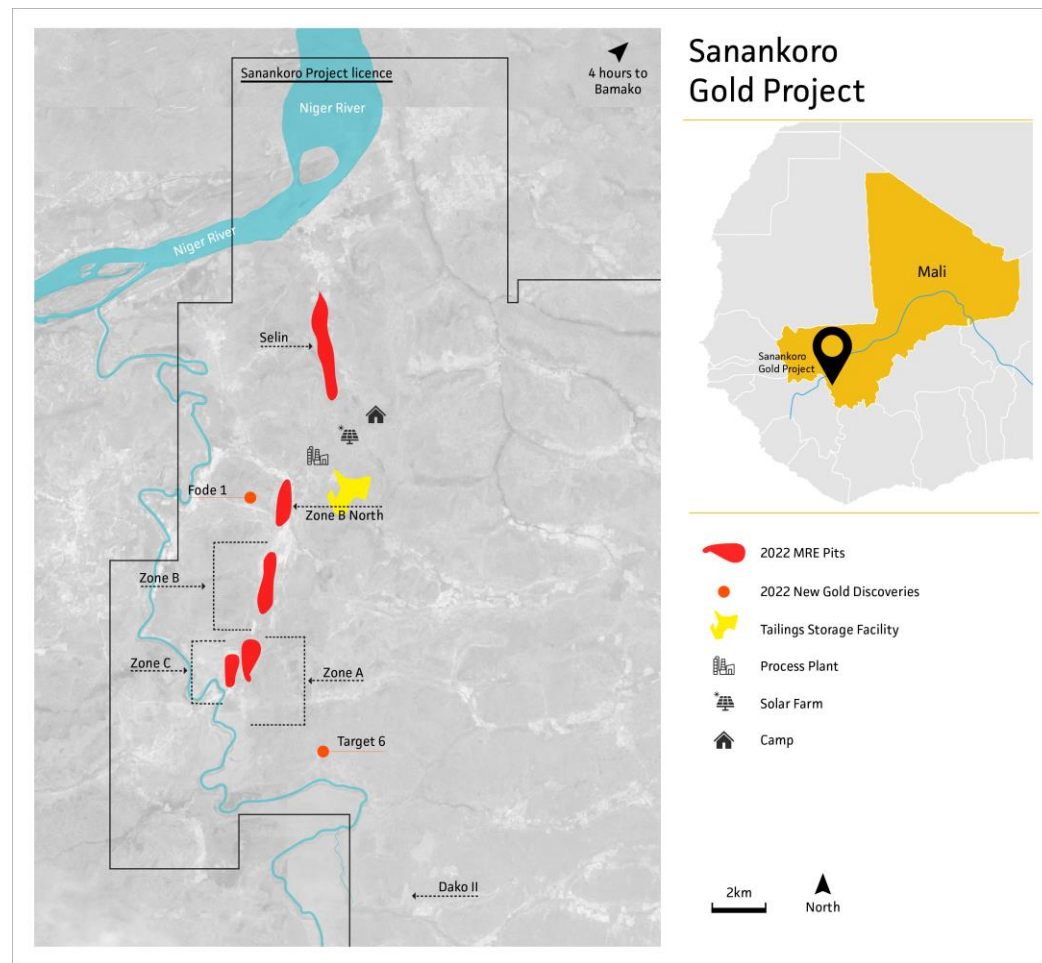 Sanankoro
Gold Project
Sanankoro Project licence
4 hours to
Bamako
Niger River
Niger River
Selin
Fode 1
Zone B North
Zone B
Zone C
Zone A
Target 6
Dako II
Mali
Sanankoro
Gold Project
2022 MRE Pits
2022 New Gold Discoveries
Tailings Storage Facility
Process Plant
Solar Farm
Camp
2km
North